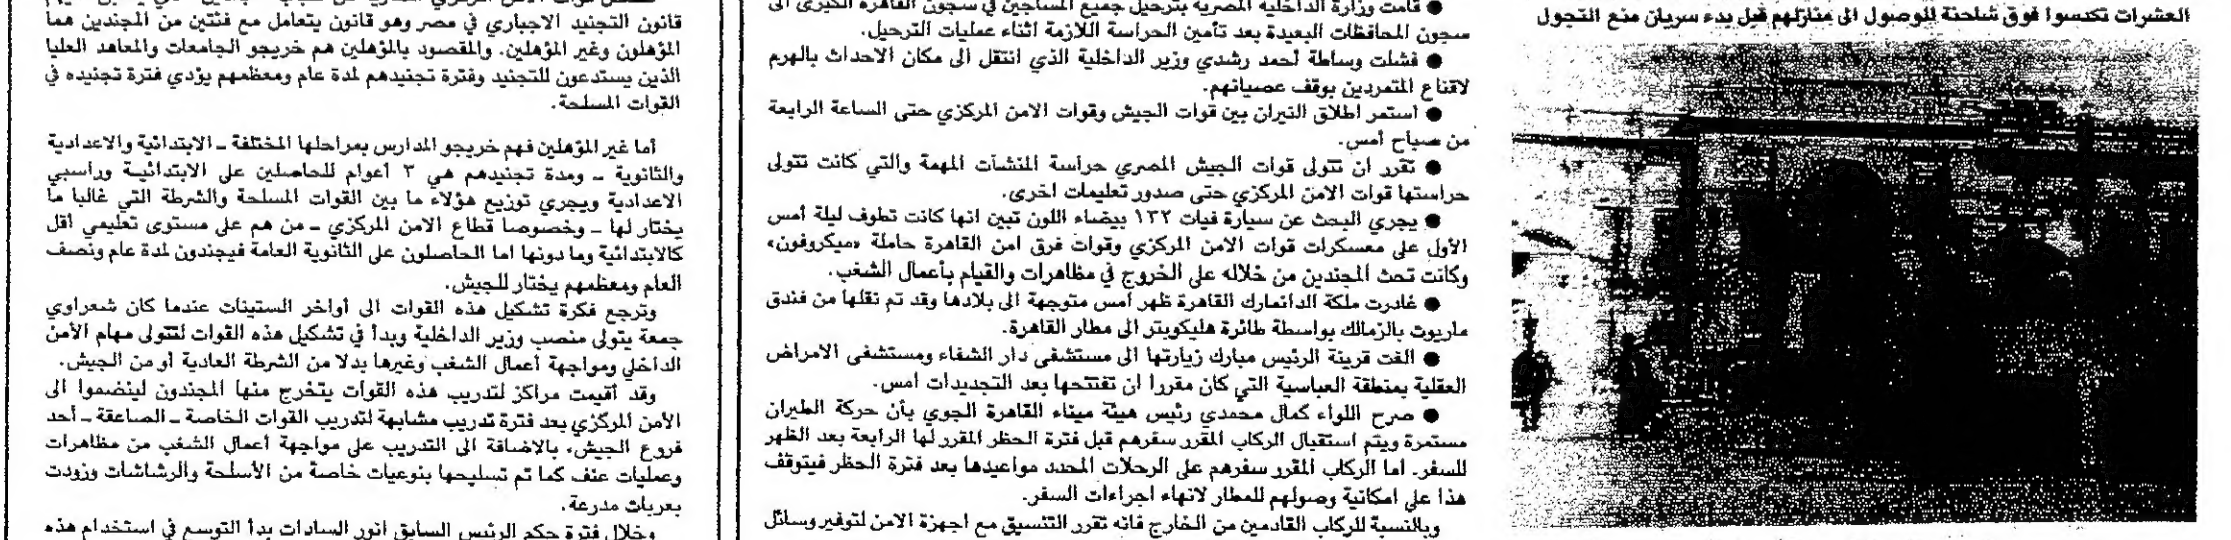 العشرات تكدسوا فوق شاحنة للوصول الى منازلهم قبل بدء سريان منع التجول
● قامت وزارة الداخلية المصرية بترحيل جميع المساجين في سجون القاهرة الكبرى الى
سجون المحافظات البعيدة بعد تأمين الحراسة اللازمة اثناء عمليات الترحيل.
● فشلت وساطة أحمد رشدي وزير الداخلية الذي انتقل الى مكان الاحداث بالهرم
لاقناع المتمردين بوقف عصيانهم.
● استمر اطلاق النيران بين قوات الجيش وقوات الامن المركزي حتى الساعة الرابعة
من صباح أمس.
● تقرر ان تتولى قوات الجيش المصري حراسة المنشآت المهمة والتي كانت تتولى
حراستها قوات الامن المركزي حتى صدور تعليمات اخرى.
● يجري البحث عن سيارة فيات ١٣٢ بيضاء اللون تبين انها كانت تطوف ليلة أمس
الأول على معسكرات قوات الامن المركزي وقوات فرق امن القاهرة حاملة «ميكروفون»
وكانت تحث المجندين من خلاله على الخروج في مظاهرات والقيام بأعمال الشغب.
● غادرت ملكة الدانمارك القاهرة ظهر امس متوجهة الى بلادها وقد تم نقلها من فندق
ماريوت بالزمالك بواسطة طائرة هليكوبتر الى مطار القاهرة.
● الغت قرينة الرئيس مبارك زيارتها الى مستشفى دار الشفاء ومستشفى الامراض
العقلية بمنطقة العباسية التي كان مقررا ان تفتتحها بعد التجديدات امس.
● صرح اللواء كمال محمدي رئيس هيئة ميناء القاهرة الجوي بأن حركة الطيران
مستمرة ويتم استقبال الركاب المقرر سفرهم قبل فترة الحظر المقرر لها الرابعة بعد الظهر
للسفر. اما الركاب المقرر سفرهم على الرحلات المحدد مواعيدها بعد فترة الحظر فيتوقف
هذا على امكانية وصولهم للمطار لانهاء اجراءات السفر.
وبالنسبة للركاب القادمين من الخارج فانه تقرر التنسيق مع اجهزة الامن لتوفير وسائل
قانون التجنيد الاجباري في مصر وهو قانون يتعامل مع فئتين من المجندين هما
المؤهلون وغير المؤهلين. والمقصود بالمؤهلين هم خريجو الجامعات والمعاهد العليا
الذين يستدعون للتجنيد وفترة تجنيدهم لمدة عام ومعظمهم يؤدي فترة تجنيده في
القوات المسلحة.
أما غير المؤهلين فهم خريجو المدارس بمراحلها المختلفة ـ الابتدائية والاعدادية
والثانوية ـ ومدة تجنيدهم هي ٣ أعوام للحاصلين على الابتدائية وراسبي
الاعدادية ويجري توزيع هؤلاء ما بين القوات المسلحة والشرطة التي غالبا ما
يختار لها ـ وخصوصا قطاع الامن المركزي ـ من هم على مستوى تعليمي أقل
كالابتدائية وما دونها اما الحاصلون على الثانوية العامة فيجندون لمدة عام ونصف
العام ومعظمهم يختار للجيش.
وترجع فكرة تشكيل هذه القوات الى أواخر الستينات عندما كان شعراوي
جمعة يتولى منصب وزير الداخلية وبدأ في تشكيل هذه القوات لتتولى مهام الأمن
الداخلي ومواجهة أعمال الشغب وغيرها بدلا من الشرطة العادية أو من الجيش.
وقد أقيمت مراكز لتدريب هذه القوات يتخرج منها المجندون لينضموا الى
الأمن المركزي بعد فترة تدريب مشابهة لتدريب القوات الخاصة ـ الصاعقة ـ أحد
فروع الجيش، بالاضافة الى التدريب على مواجهة أعمال الشغب من مظاهرات
وعمليات عنف كما تم تسليحها بنوعيات خاصة من الأسلحة والرشاشات وزودت
بعربات مدرعة.
وخلال فترة حكم الرئيس السابق انور السادات بدأ التوسع في استخدام هذه